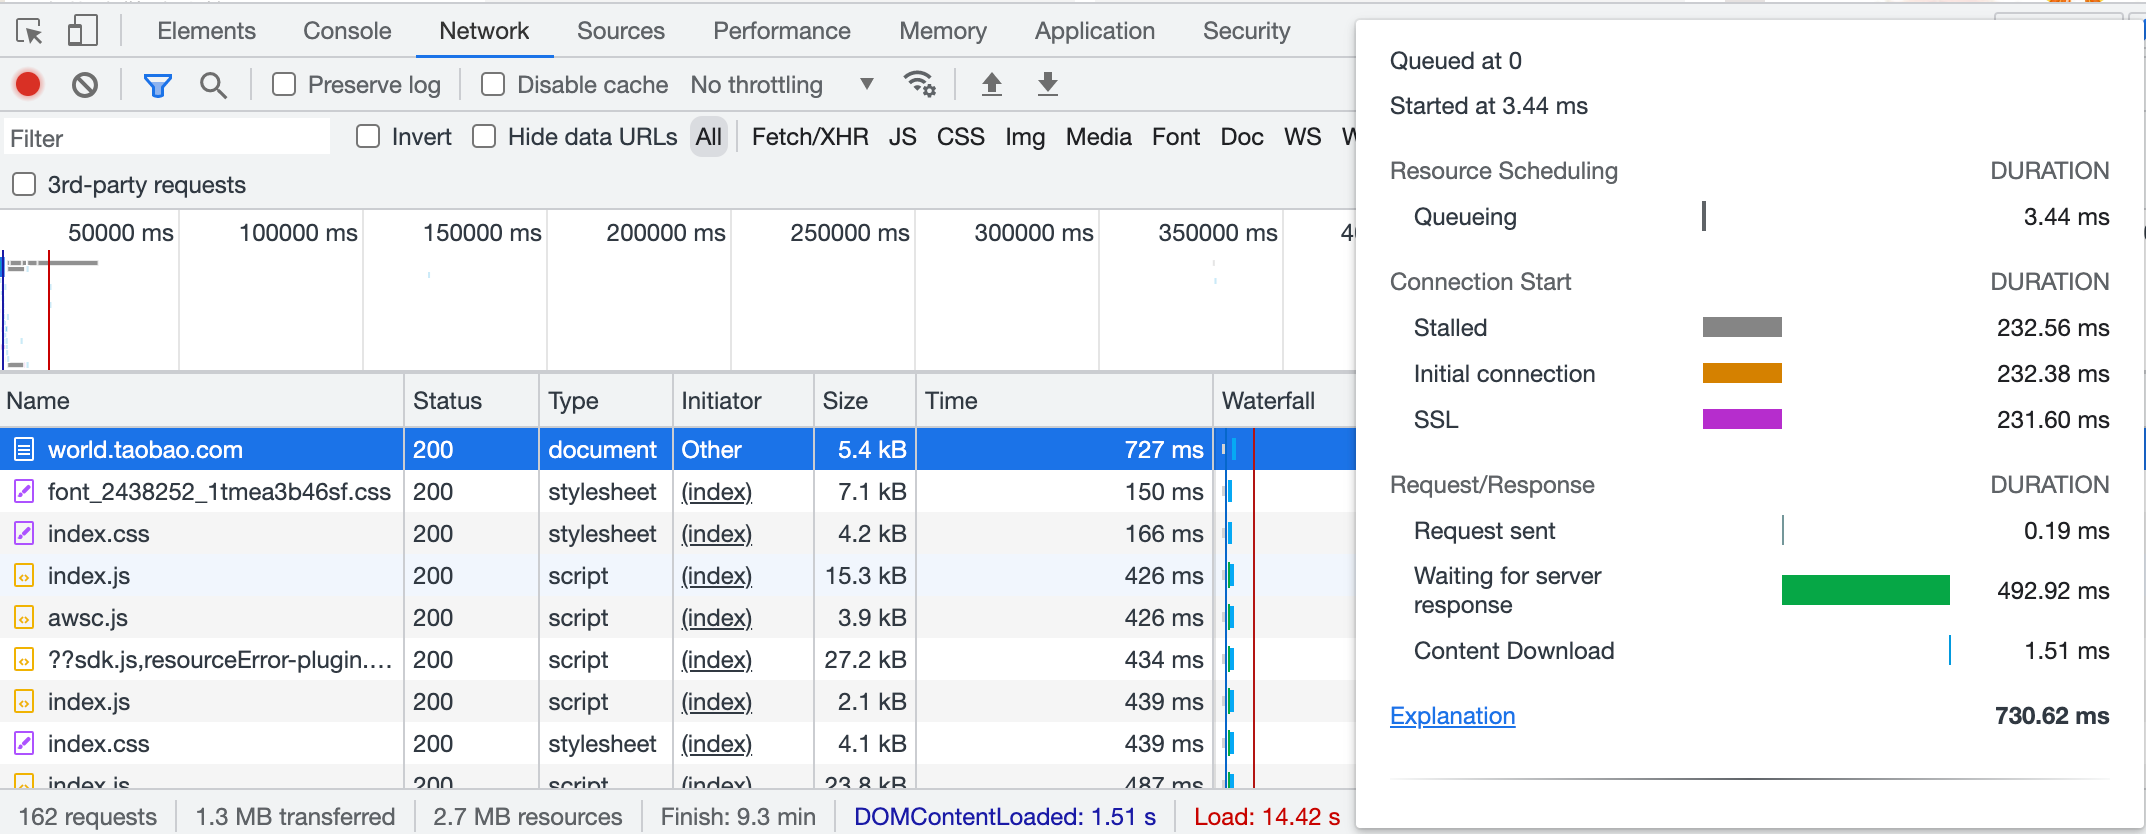 Elements Console Network Sources Performance Memory Application Security
Preserve log Disable cache No throttling
Filter Invert Hide data URLs All Fetch/XHR JS CSS Img Media Font Doc WS
3rd-party requests
50000 ms 100000 ms 150000 ms 200000 ms 250000 ms 300000 ms 350000 ms
Name Status Type Initiator Size Time Waterfall
world.taobao.com 200 document Other 5.4 kB 727 ms
font_2438252_1tmea3b46sf.css 200 stylesheet (index) 7.1 kB 150 ms
index.css 200 stylesheet (index) 4.2 kB 166 ms
index.js 200 script (index) 15.3 kB 426 ms
awsc.js 200 script (index) 3.9 kB 426 ms
??sdk.js,resourceError-plugin.… 200 script (index) 27.2 kB 434 ms
index.js 200 script (index) 2.1 kB 439 ms
index.css 200 stylesheet (index) 4.1 kB 439 ms
index.js 200 script (index) 23.8 kB 487 ms
162 requests 1.3 MB transferred 2.7 MB resources Finish: 9.3 min DOMContentLoaded: 1.51 s Load: 14.42 s
Queued at 0
Started at 3.44 ms
Resource Scheduling DURATION
Queueing 3.44 ms
Connection Start DURATION
Stalled 232.56 ms
Initial connection 232.38 ms
SSL 231.60 ms
Request/Response DURATION
Request sent 0.19 ms
Waiting for server
response 492.92 ms
Content Download 1.51 ms
Explanation 730.62 ms